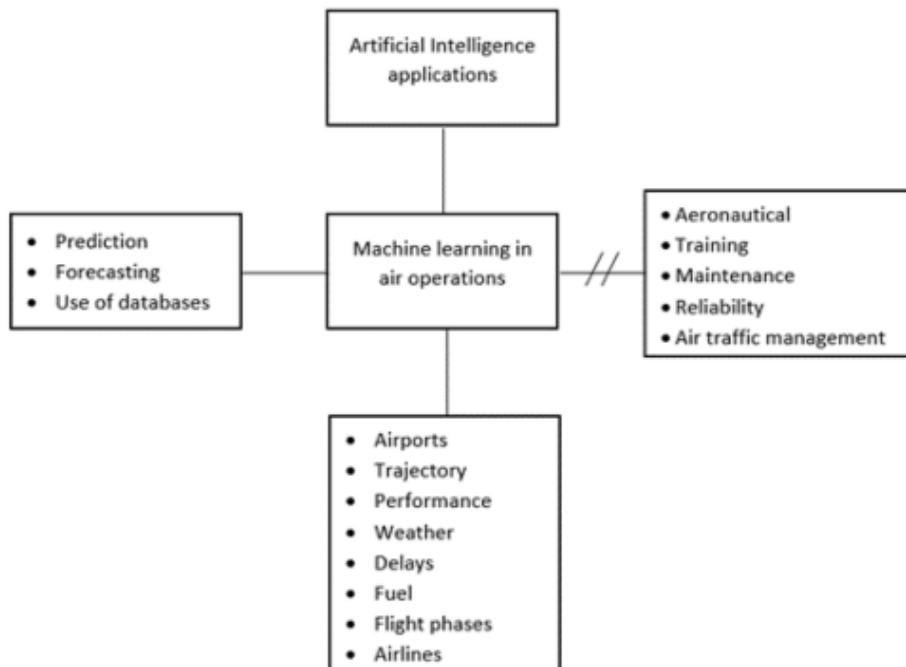 Artificial Intelligence
applications
• Prediction
• Forecasting
• Use of databases
Machine learning in
air operations
• Aeronautical
• Training
• Maintenance
• Reliability
• Air traffic management
• Airports
• Trajectory
• Performance
• Weather
• Delays
• Fuel
• Flight phases
• Airlines